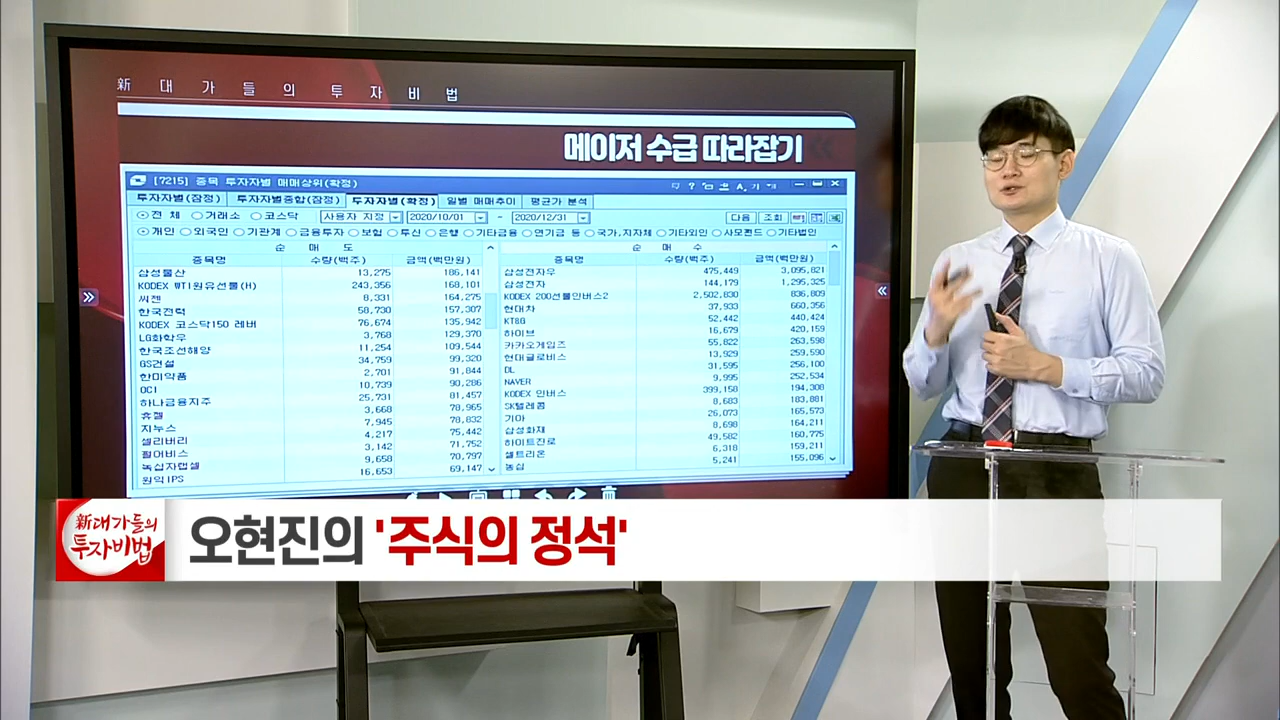 新 대 가 들 의 투 자 비 법
메이저 수급 따라잡기
[7215] 종목 투자자별 매매상위(확정)
투자자별(잠정) 투자자별종합(잠정) 투자자별(확정) 일별 매매추이 평균가 분석
전 체 거래소 코스닥 사용자 지정 2020/10/01 - 2020/12/31 다음 조회
개인 외국인 기관계 금융투자 보험 투신 은행 기타금융 연기금 등 국가,지자체 기타외인 사모펀드 기타법인
순 매 도 순 매 수
종목명 수량(백주) 금액(백만원) 종목명 수량(백주) 금액(백만원)
삼성물산 13,275 186,141 삼성전자우 475,449 3,095,821
KODEX WTI원유선물(H) 243,356 168,101 삼성전자 144,179 1,295,325
씨젠 8,331 164,275 KODEX 200선물인버스2 2,502,830 836,809
한국전력 58,730 157,307 현대차 37,933 660,356
KODEX 코스닥150 레버 76,674 135,942 KT&G 52,442 440,424
LG화학우 3,768 129,370 하이브 16,679 420,159
한국조선해양 11,254 109,544 카카오게임즈 55,822 263,598
GS건설 34,759 99,320 현대글로비스 13,929 259,590
한미약품 2,701 91,844 DL 31,595 256,100
OCI 10,739 90,286 NAVER 9,995 252,534
하나금융지주 25,731 81,457 KODEX 인버스 399,158 194,308
휴젤 3,668 78,965 SK텔레콤 8,683 183,881
지누스 7,945 78,832 기아 26,073 165,573
셀리버리 4,217 75,442 삼성화재 8,698 164,211
펄어비스 3,142 71,752 하이트진로 49,582 160,775
녹십자랩셀 9,658 70,797 셀트리온 6,318 159,211
원익IPS 16,653 69,147 농심 5,241 155,096
新대가들의
투자비법
오현진의 '주식의 정석'